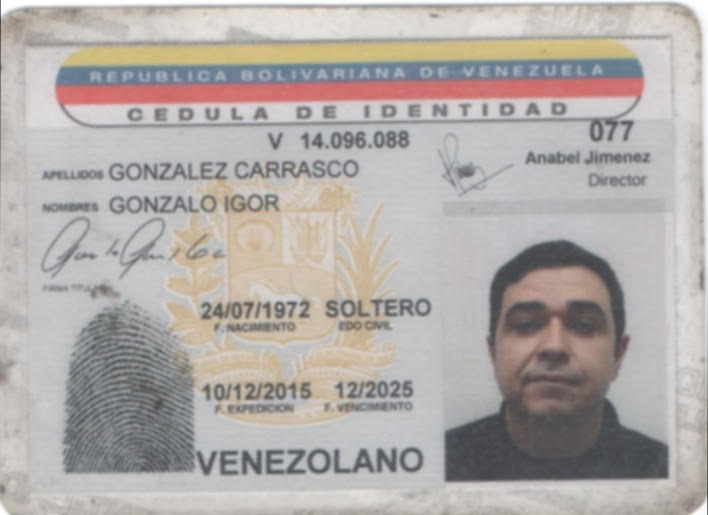 REPUBLICA BOLIVARIANA DE VENEZUELA
CEDULA DE IDENTIDAD
V 14.096.088
077
APELLIDOS GONZALEZ CARRASCO
Anabel Jimenez
Director
NOMBRES GONZALO IGOR
FIRMA TITULAR
24/07/1972 SOLTERO
F. NACIMIENTO EDO CIVIL
10/12/2015 12/2025
F. EXPEDICION F. VENCIMIENTO
VENEZOLANO